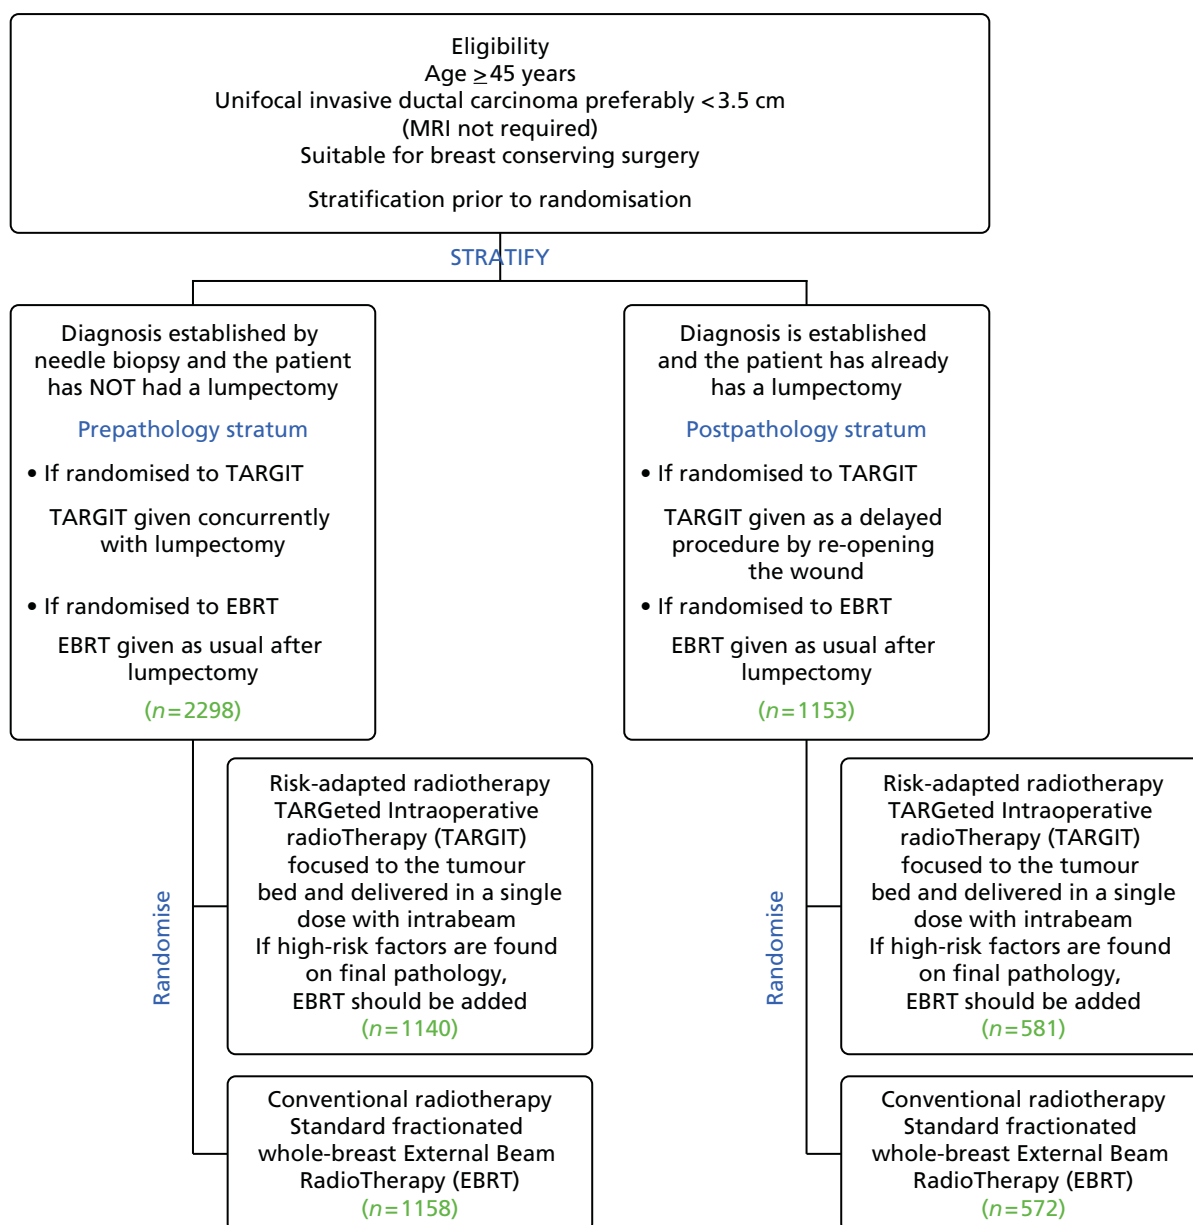 Eligibility
Age ≥45 years
Unifocal invasive ductal carcinoma preferably <3.5 cm
(MRI not required)
Suitable for breast conserving surgery
Stratification prior to randomisation
STRATIFY
Diagnosis established by
needle biopsy and the patient
has NOT had a lumpectomy
Prepathology stratum
• If randomised to TARGIT
TARGIT given concurrently
with lumpectomy
• If randomised to EBRT
EBRT given as usual after
lumpectomy
(n=2298)
Diagnosis is established
and the patient has already
has a lumpectomy
Postpathology stratum
• If randomised to TARGIT
TARGIT given as a delayed
procedure by re-opening
the wound
• If randomised to EBRT
EBRT given as usual after
lumpectomy
(n=1153)
Randomise
Risk-adapted radiotherapy
TARGeted Intraoperative
radioTherapy (TARGIT)
focused to the tumour
bed and delivered in a single
dose with intrabeam
If high-risk factors are found
on final pathology,
EBRT should be added
(n=1140)
Conventional radiotherapy
Standard fractionated
whole-breast External Beam
RadioTherapy (EBRT)
(n=1158)
Randomise
Risk-adapted radiotherapy
TARGeted Intraoperative
radioTherapy (TARGIT)
focused to the tumour
bed and delivered in a single
dose with intrabeam
If high-risk factors are found
on final pathology,
EBRT should be added
(n=581)
Conventional radiotherapy
Standard fractionated
whole-breast External Beam
RadioTherapy (EBRT)
(n=572)